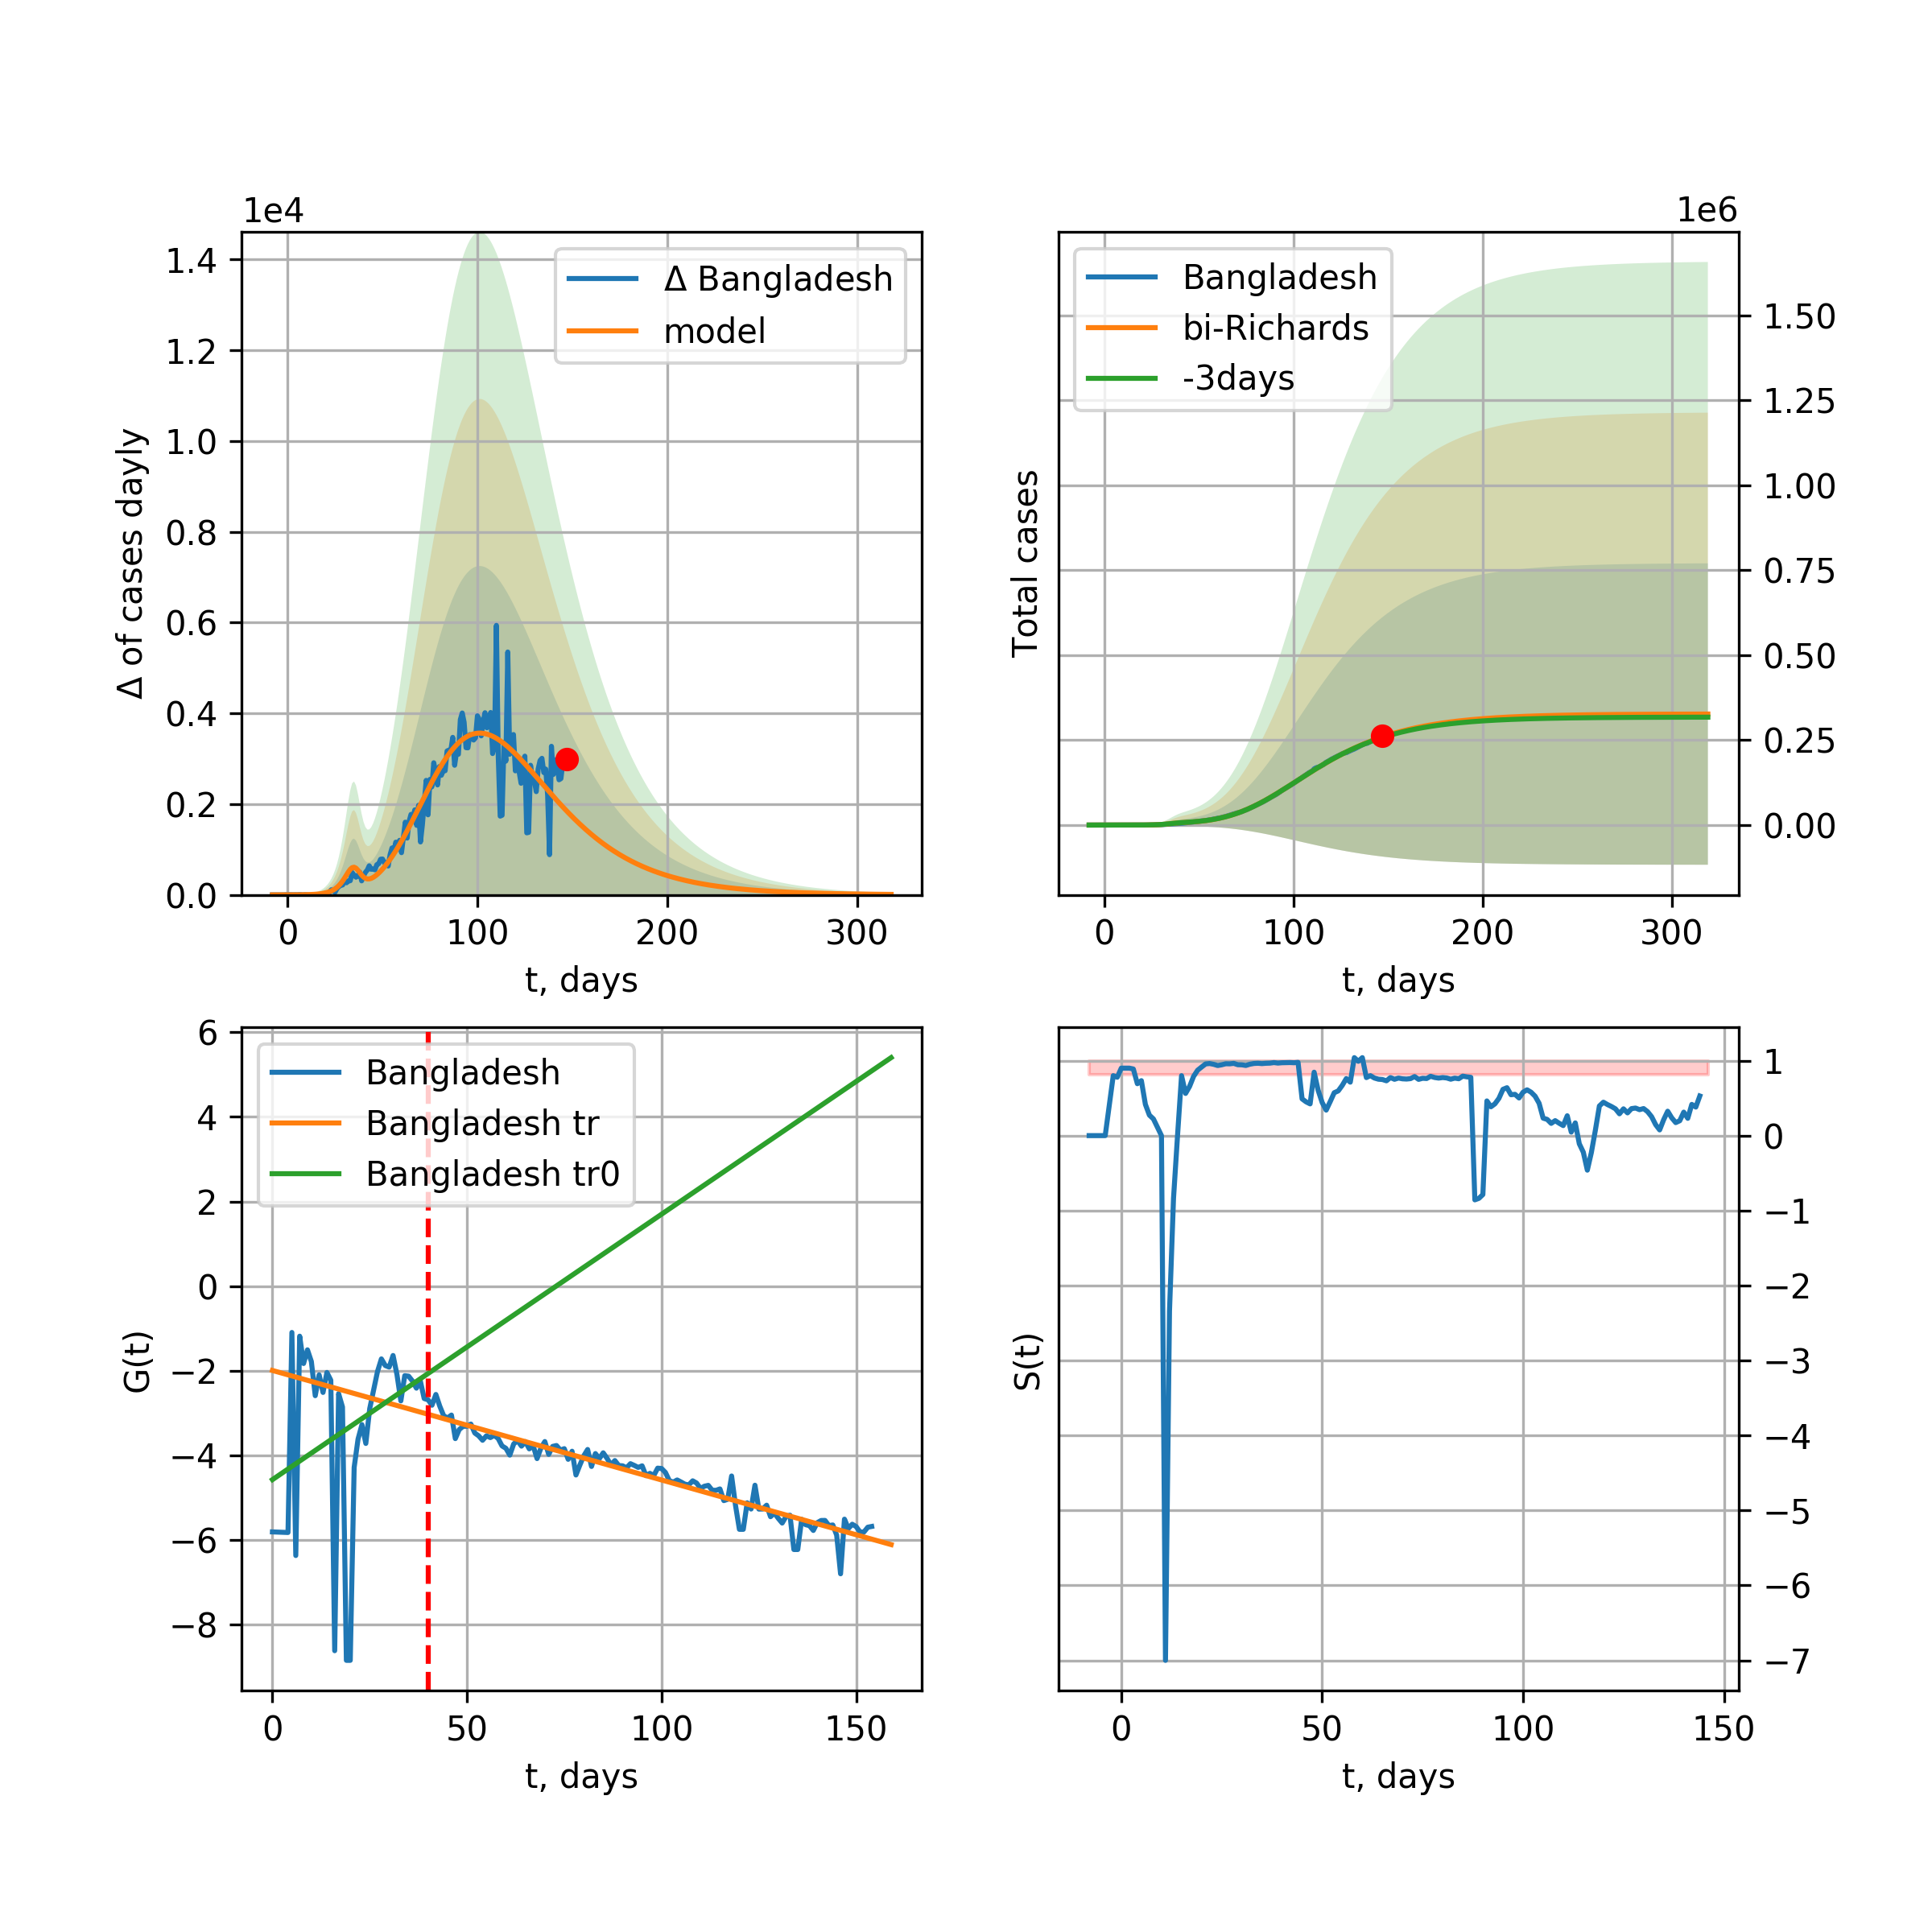 1e4
1.4
1.2
1.0
0.8
0.6
0.4
0.2
0.0
Δ of cases dayly
Δ Bangladesh
model
0 100 200 300
t, days
1e6
Total cases
Bangladesh
bi-Richards
-3days
1.50
1.25
1.00
0.75
0.50
0.25
0.00
0 100 200 300
t, days
6
4
2
0
−2
−4
−6
−8
G(t)
Bangladesh
Bangladesh tr
Bangladesh tr0
0 50 100 150
t, days
S(t)
1
0
−1
−2
−3
−4
−5
−6
−7
0 50 100 150
t, days